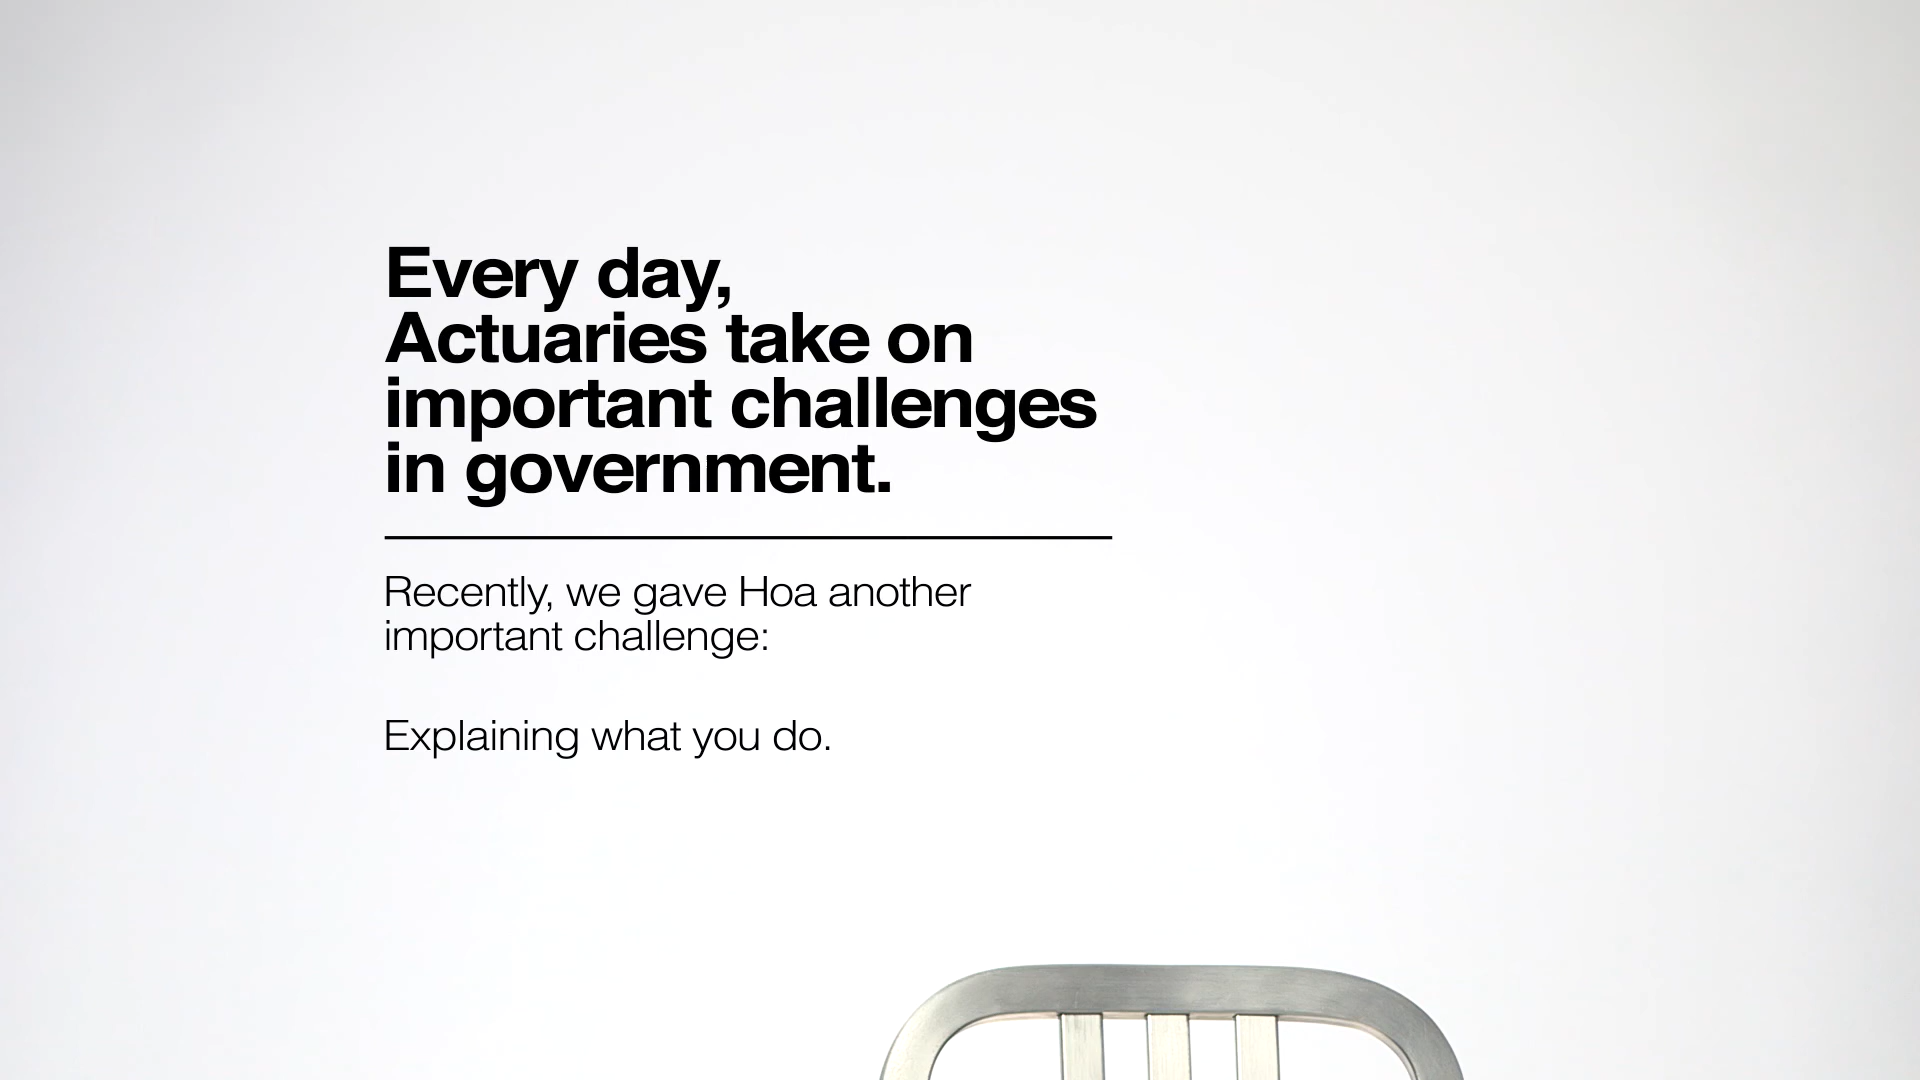 Every day,
Actuaries take on
important challenges
in government.
Recently, we gave Hoa another
important challenge:
Explaining what you do.